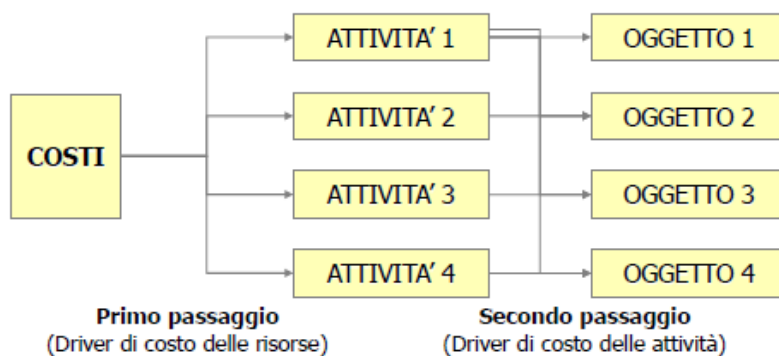 ATTIVITA’ 1
OGGETTO 1
ATTIVITA’ 2
OGGETTO 2
COSTI
ATTIVITA’ 3
OGGETTO 3
ATTIVITA’ 4
OGGETTO 4
Primo passaggio
(Driver di costo delle risorse)
Secondo passaggio
(Driver di costo delle attività)